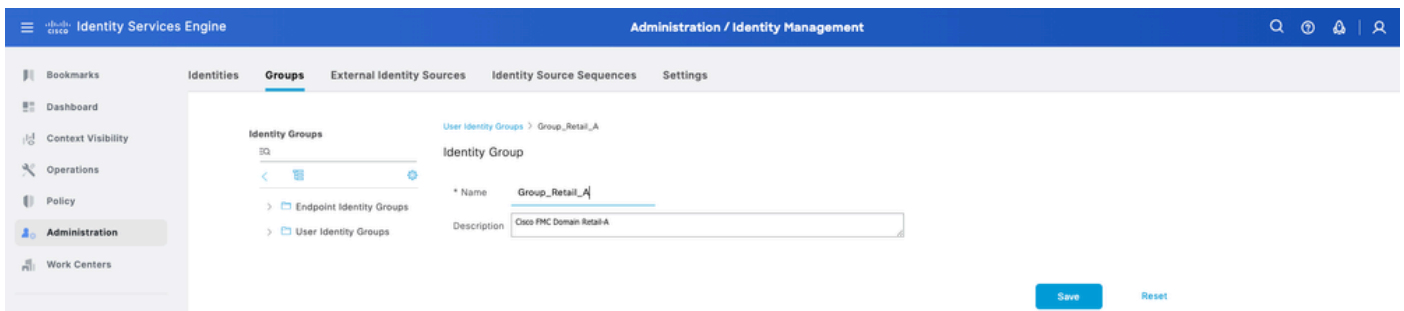 cisco Identity Services Engine
Administration / Identity Management
Bookmarks
Dashboard
Context Visibility
Operations
Policy
Administration
Work Centers
Identities Groups External Identity Sources Identity Source Sequences Settings
Identity Groups
Endpoint Identity Groups
User Identity Groups
User Identity Groups > Group_Retail_A
Identity Group
* Name Group_Retail_A
Description Cisco FMC Domain Retail-A
Save Reset